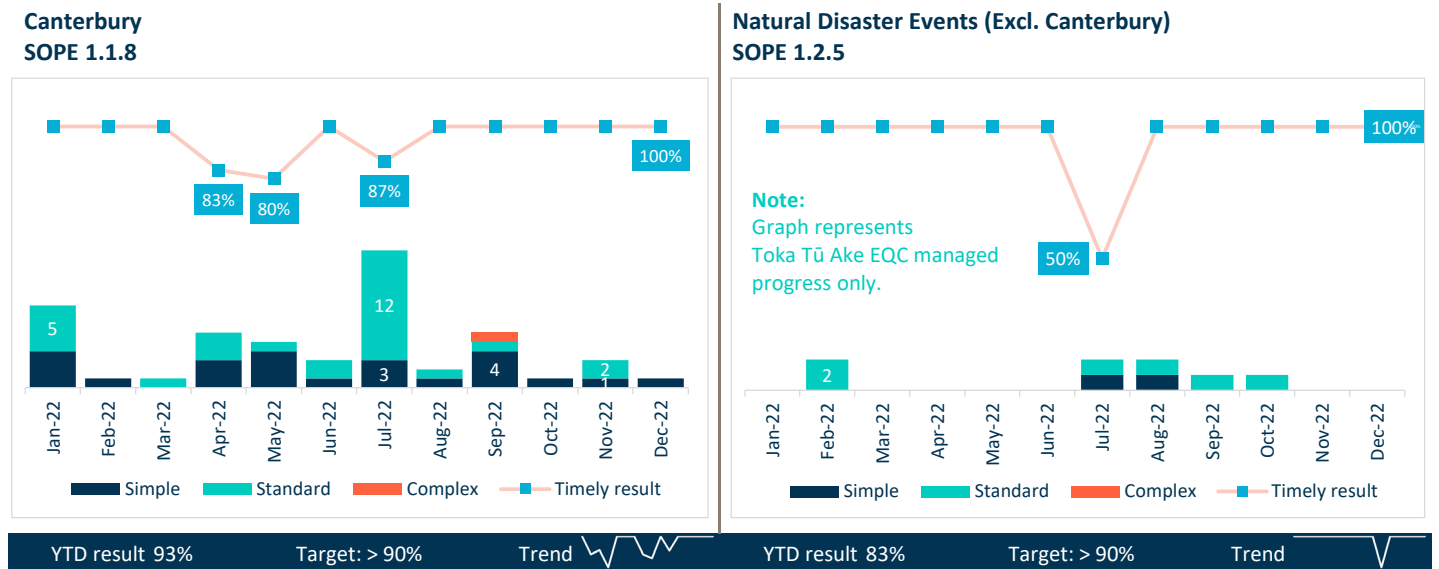 Canterbury
SOPE 1.1.8
83%
80%
87%
100%
5
12
3
4
2
1
Jan-22
Feb-22
Mar-22
Apr-22
May-22
Jun-22
Jul-22
Aug-22
Sep-22
Oct-22
Nov-22
Dec-22
Simple Standard Complex Timely result
YTD result 93% Target: > 90% Trend
Natural Disaster Events (Excl. Canterbury)
SOPE 1.2.5
100%
Note:
Graph represents
Toka Tū Ake EQC managed
progress only.
50%
2
Jan-22
Feb-22
Mar-22
Apr-22
May-22
Jun-22
Jul-22
Aug-22
Sep-22
Oct-22
Nov-22
Dec-22
Simple Standard Complex Timely result
YTD result 83% Target: > 90% Trend